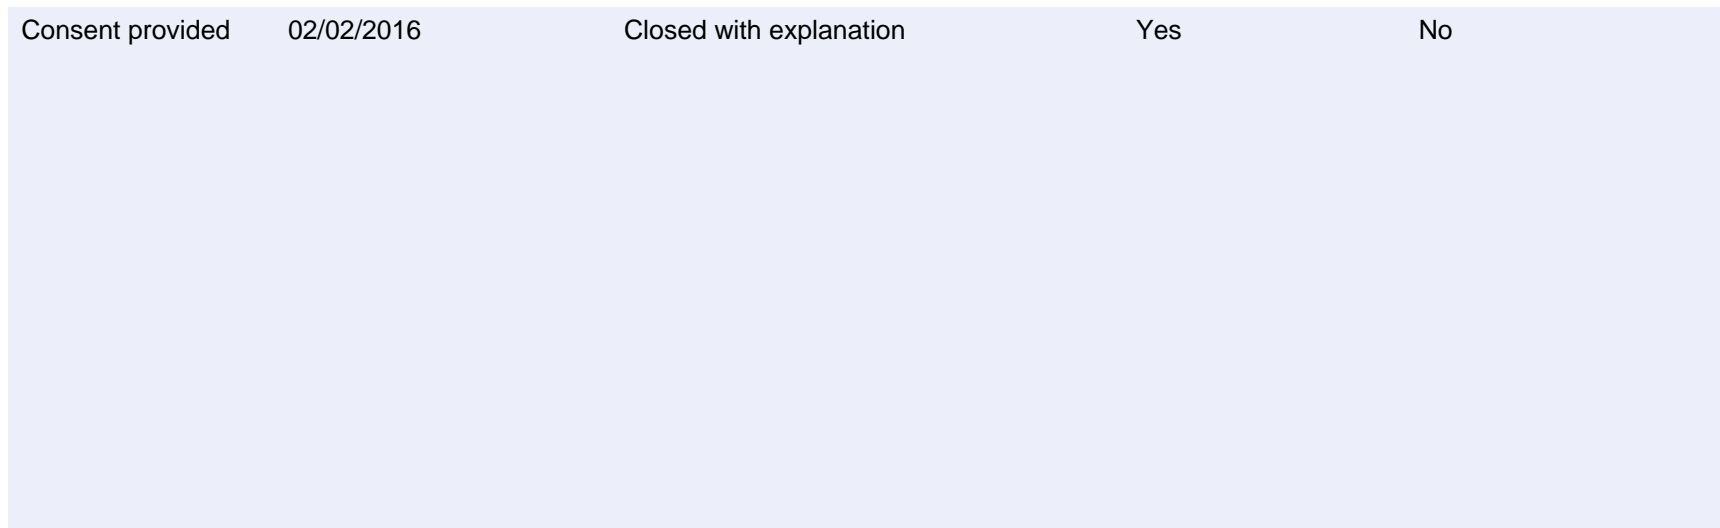 Consent provided 02/02/2016 Closed with explanation Yes No